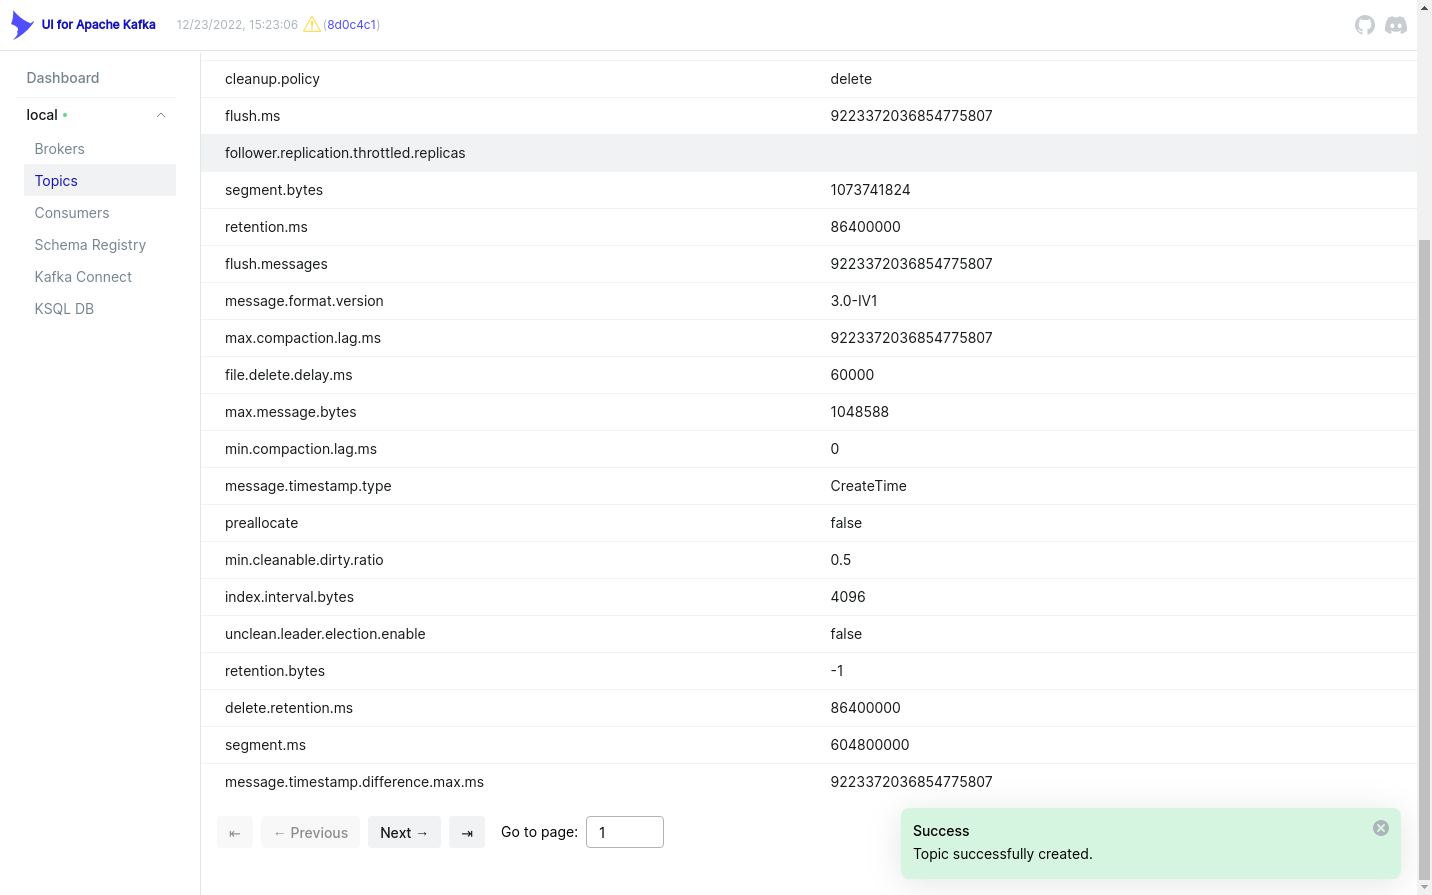 UI for Apache Kafka 12/23/2022, 15:23:06 (8d0c4c1)
Dashboard
local
Brokers
Topics
Consumers
Schema Registry
Kafka Connect
KSQL DB
cleanup.policy delete
flush.ms 9223372036854775807
follower.replication.throttled.replicas
segment.bytes 1073741824
retention.ms 86400000
flush.messages 9223372036854775807
message.format.version 3.0-IV1
max.compaction.lag.ms 9223372036854775807
file.delete.delay.ms 60000
max.message.bytes 1048588
min.compaction.lag.ms 0
message.timestamp.type CreateTime
preallocate false
min.cleanable.dirty.ratio 0.5
index.interval.bytes 4096
unclean.leader.election.enable false
retention.bytes -1
delete.retention.ms 86400000
segment.ms 604800000
message.timestamp.difference.max.ms 9223372036854775807
⇤ ← Previous Next → ⇥ Go to page: 1
Success
Topic successfully created.